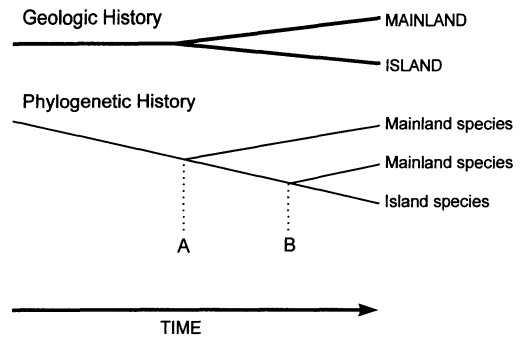 Geologic History
MAINLAND
ISLAND
Phylogenetic History
Mainland species
Mainland species
Island species
A
B
TIME